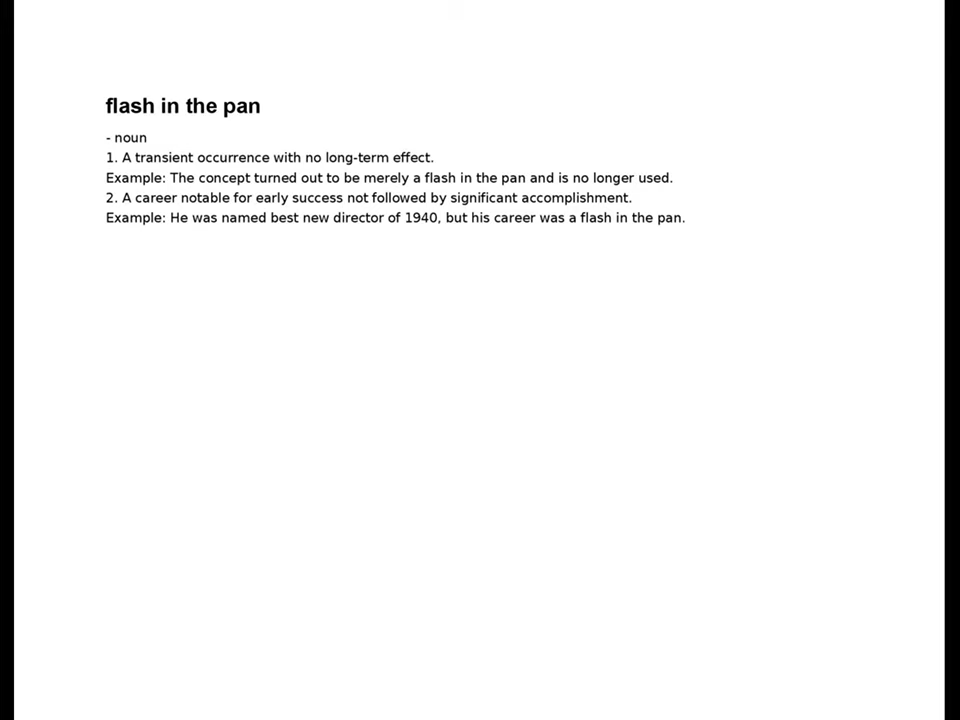 flash in the pan
- noun
1. A transient occurrence with no long-term effect.
Example: The concept turned out to be merely a flash in the pan and is no longer used.
2. A career notable for early success not followed by significant accomplishment.
Example: He was named best new director of 1940, but his career was a flash in the pan.